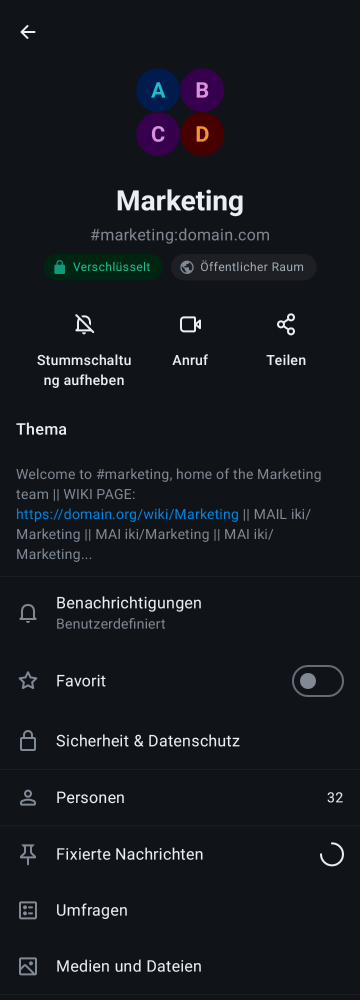 A B
C D
Marketing
#marketing:domain.com
Verschlüsselt Öffentlicher Raum
Stummschaltu
ng aufheben
Anruf
Teilen
Thema
Welcome to #marketing, home of the Marketing
team || WIKI PAGE:
https://domain.org/wiki/Marketing || MAIL iki/
Marketing || MAI iki/Marketing || MAI iki/
Marketing...
Benachrichtigungen
Benutzerdefiniert
Favorit
Sicherheit & Datenschutz
Personen 32
Fixierte Nachrichten
Umfragen
Medien und Dateien